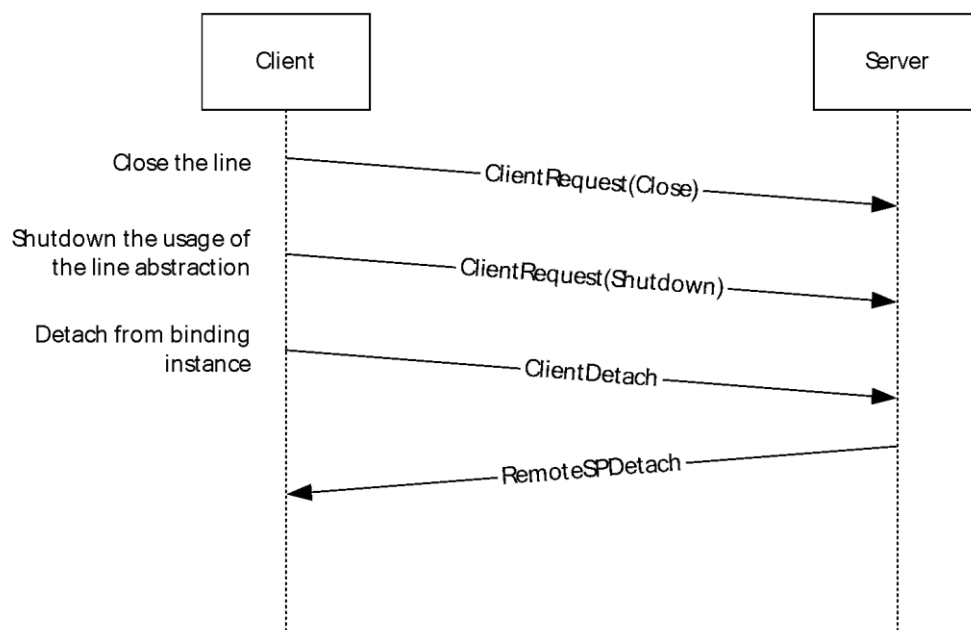 Client
Server
Close the line
ClientRequest(Close)
Shutdown the usage of
the line abstraction
ClientRequest(Shutdown)
Detach from binding
instance
ClientDetach
RemoteSPDetach